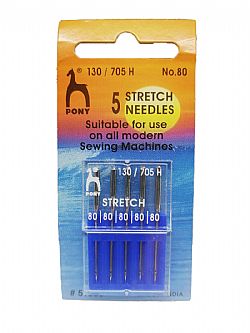 130 / 705 H No.80
PONY
5 STRETCH
NEEDLES
Suitable for use
on all modern
Sewing Machines
130 / 705 H
STRETCH
80 80 80 80 80